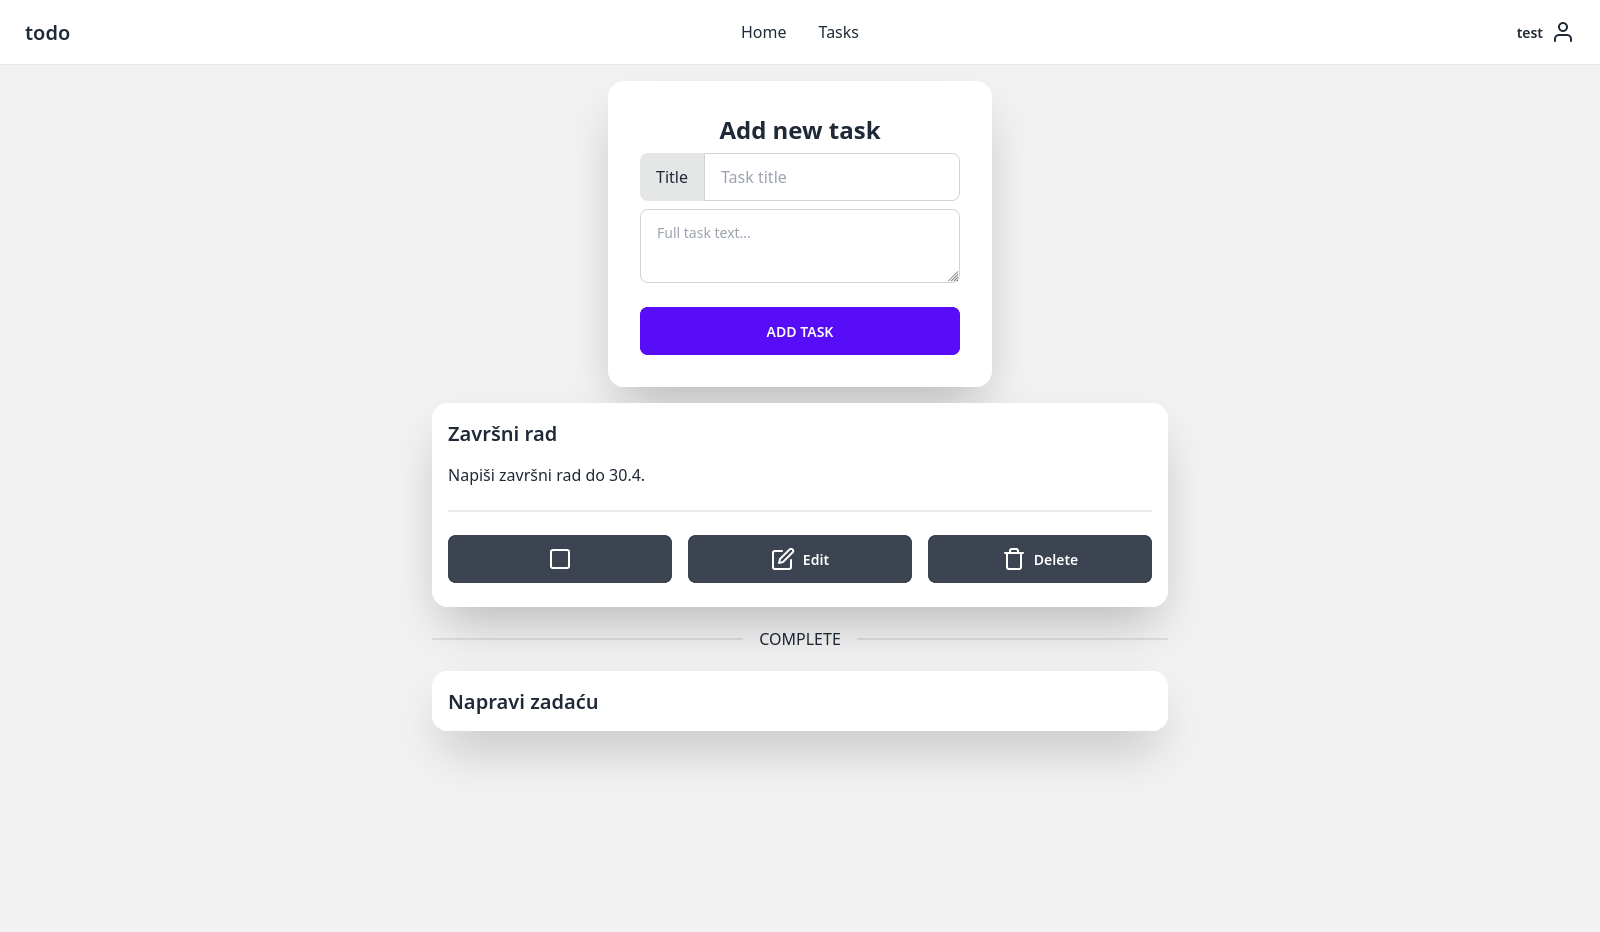 todo
Home
Tasks
test
Add new task
Title
Task title
Full task text...
ADD TASK
Završni rad
Napiši završni rad do 30.4.
Edit
Delete
COMPLETE
Napravi zadaću